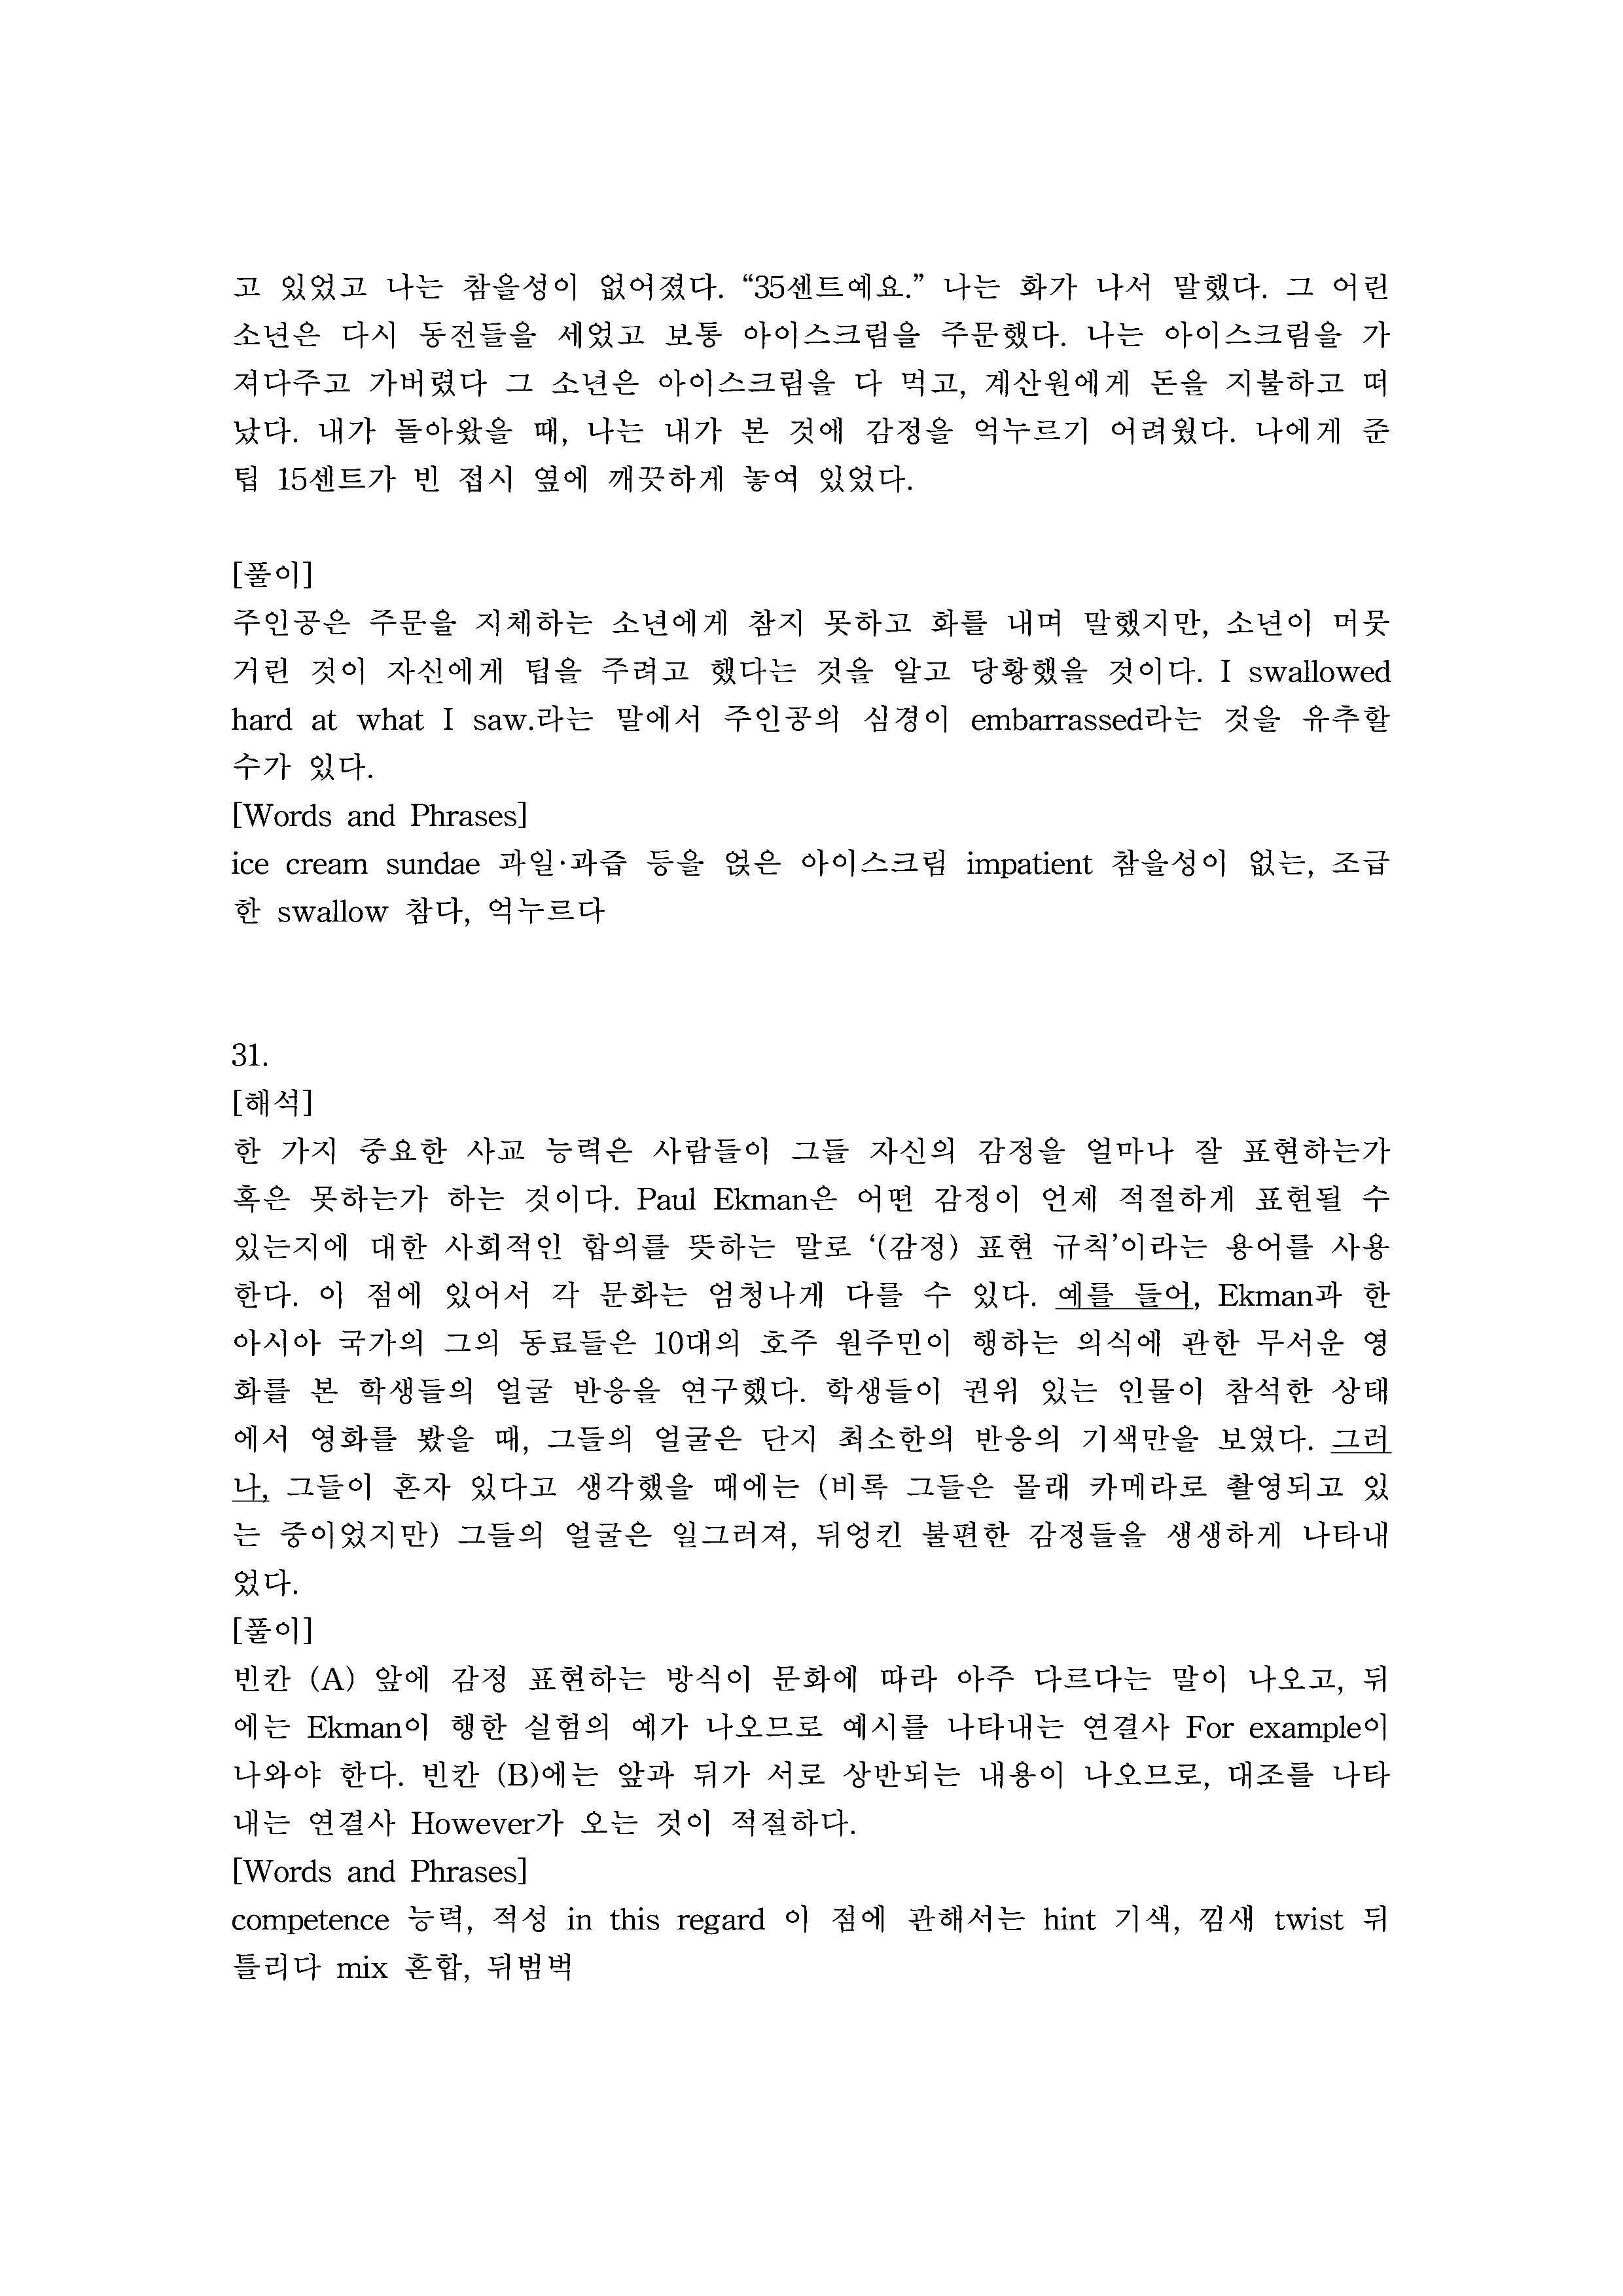 고 있었고 나는 참을성이 없어졌다. “35센트예요.” 나는 화가 나서 말했다. 그 어린
소년은 다시 동전들을 세었고 보통 아이스크림을 주문했다. 나는 아이스크림을 가
져다주고 가버렸다 그 소년은 아이스크림을 다 먹고, 계산원에게 돈을 지불하고 떠
났다. 내가 돌아왔을 때, 나는 내가 본 것에 감정을 억누르기 어려웠다. 나에게 준
팁 15센트가 빈 접시 옆에 깨끗하게 놓여 있었다.
[풀이]
주인공은 주문을 지체하는 소년에게 참지 못하고 화를 내며 말했지만, 소년이 머뭇
거린 것이 자신에게 팁을 주려고 했다는 것을 알고 당황했을 것이다. I swallowed
hard at what I saw.라는 말에서 주인공의 심경이 embarrassed라는 것을 유추할
수가 있다.
[Words and Phrases]
ice cream sundae 과일·과즙 등을 얹은 아이스크림 impatient 참을성이 없는, 조급
한 swallow 참다, 억누르다
31.
[해석]
한 가지 중요한 사교 능력은 사람들이 그들 자신의 감정을 얼마나 잘 표현하는가
혹은 못하는가 하는 것이다. Paul Ekman은 어떤 감정이 언제 적절하게 표현될 수
있는지에 대한 사회적인 합의를 뜻하는 말로 ‘(감정) 표현 규칙’이라는 용어를 사용
한다. 이 점에 있어서 각 문화는 엄청나게 다를 수 있다. 예를 들어, Ekman과 한
아시아 국가의 그의 동료들은 10대의 호주 원주민이 행하는 의식에 관한 무서운 영
화를 본 학생들의 얼굴 반응을 연구했다. 학생들이 권위 있는 인물이 참석한 상태
에서 영화를 봤을 때, 그들의 얼굴은 단지 최소한의 반응의 기색만을 보였다. 그러
나, 그들이 혼자 있다고 생각했을 때에는 (비록 그들은 몰래 카메라로 촬영되고 있
는 중이었지만) 그들의 얼굴은 일그러져, 뒤엉킨 불편한 감정들을 생생하게 나타내
었다.
[풀이]
빈칸 (A) 앞에 감정 표현하는 방식이 문화에 따라 아주 다르다는 말이 나오고, 뒤
에는 Ekman이 행한 실험의 예가 나오므로 예시를 나타내는 연결사 For example이
나와야 한다. 빈칸 (B)에는 앞과 뒤가 서로 상반되는 내용이 나오므로, 대조를 나타
내는 연결사 However가 오는 것이 적절하다.
[Words and Phrases]
competence 능력, 적성 in this regard 이 점에 관해서는 hint 기색, 낌새 twist 뒤
틀리다 mix 혼합, 뒤범벅